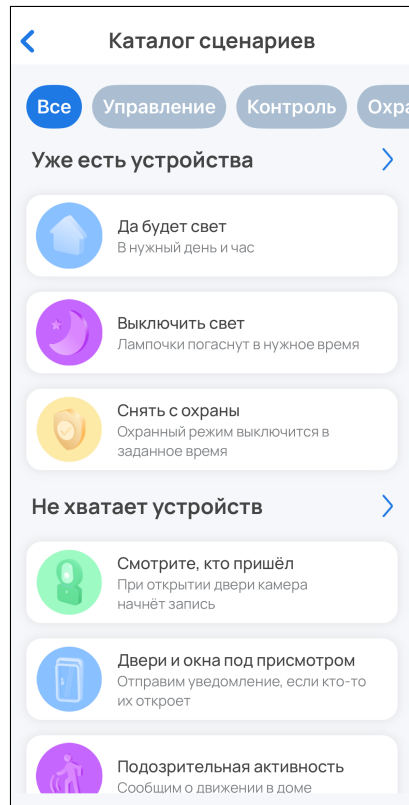 Каталог сценариев
Все Управление Контроль Охра
Уже есть устройства
Да будет свет
В нужный день и час
Выключить свет
Лампочки погаснут в нужное время
Снять с охраны
Охранный режим выключится в
заданное время
Не хватает устройств
Смотрите, кто пришёл
При открытии двери камера
начнёт запись
Двери и окна под присмотром
Отправим уведомление, если кто-то
их откроет
Подозрительная активность
Сообщим о движении в доме